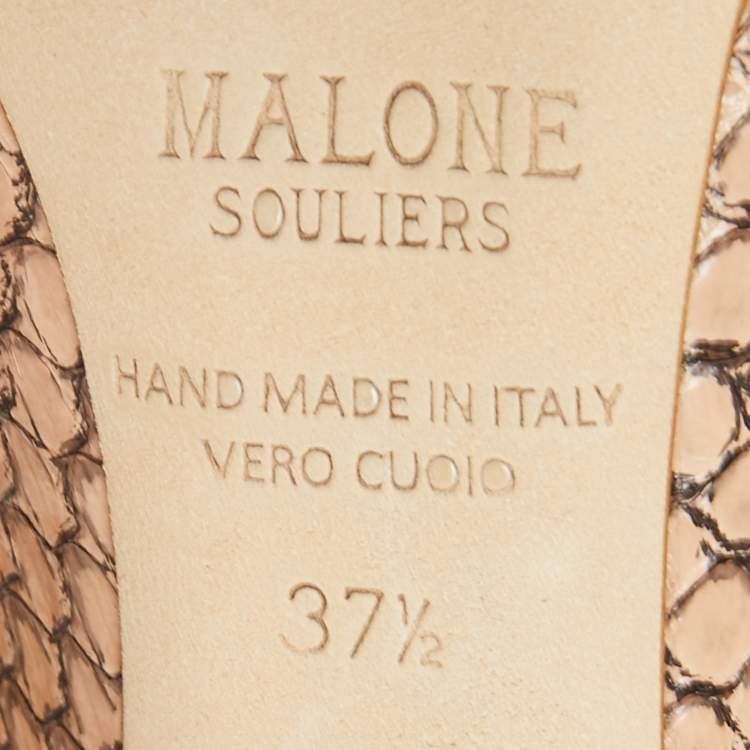 MALONE
SOULIERS
HAND MADE IN ITALY
VERO CUOIO
37½